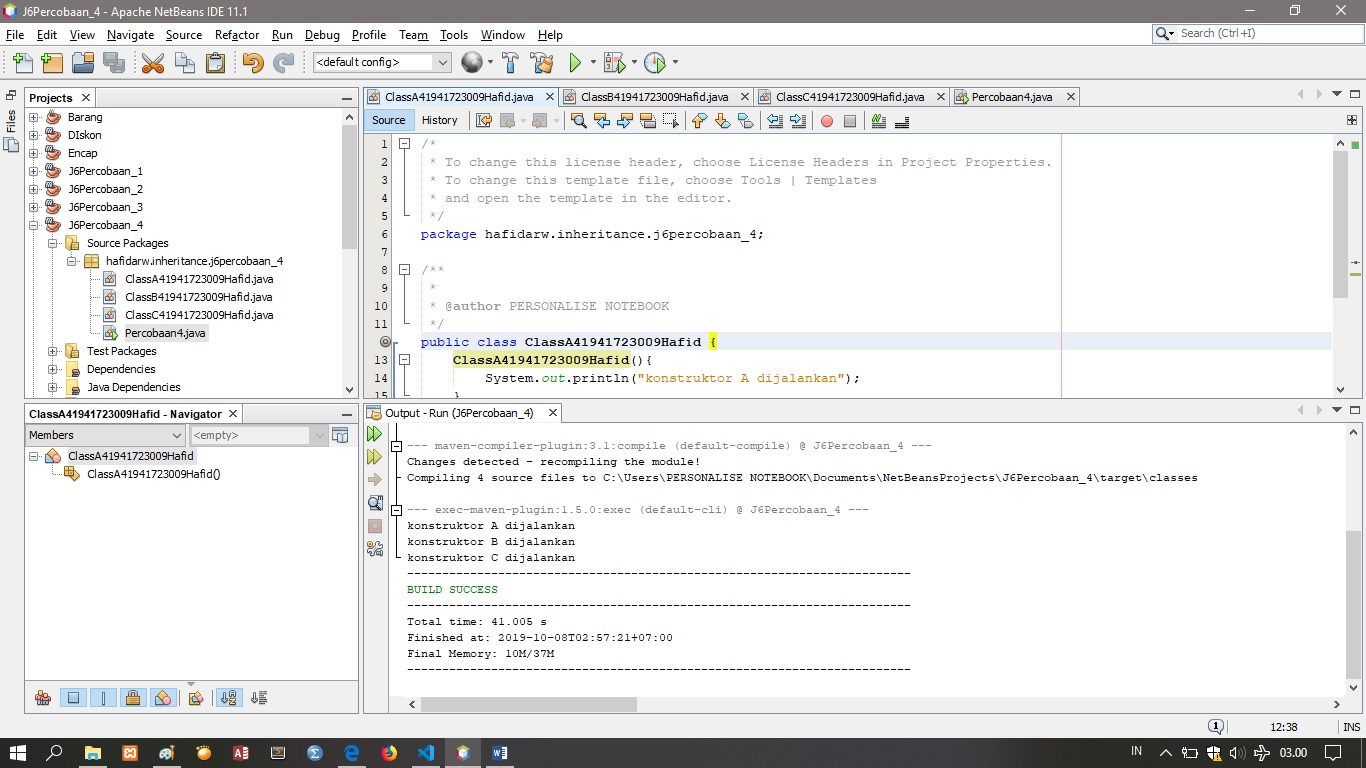 J6Percobaan_4 - Apache NetBeans IDE 11.1
File Edit View Navigate Source Refactor Run Debug Profile Team Tools Window Help
Search (Ctrl+I)
<default config>
Files
Projects
Barang
DIskon
Encap
J6Percobaan_1
J6Percobaan_2
J6Percobaan_3
J6Percobaan_4
Source Packages
hafidarw.inheritance.j6percobaan_4
ClassA41941723009Hafid.java
ClassB41941723009Hafid.java
ClassC41941723009Hafid.java
Percobaan4.java
Test Packages
Dependencies
Java Dependencies
ClassA41941723009Hafid - Navigator
Members
<empty>
ClassA41941723009Hafid
ClassA41941723009Hafid()
ClassA41941723009Hafid.java ClassB41941723009Hafid.java ClassC41941723009Hafid.java Percobaan4.java
Source History
1 /*
2 * To change this license header, choose License Headers in Project Properties.
3 * To change this template file, choose Tools | Templates
4 * and open the template in the editor.
5 */
6 package hafidarw.inheritance.j6percobaan_4;
7
8 /**
9 *
10 * @author PERSONALISE NOTEBOOK
11 */
public class ClassA41941723009Hafid {
13 ClassA41941723009Hafid(){
14 System.out.println("konstruktor A dijalankan");
15 }
Output - Run (J6Percobaan_4)
--- maven-compiler-plugin:3.1:compile (default-compile) @ J6Percobaan_4 ---
Changes detected - recompiling the module!
Compiling 4 source files to C:\Users\PERSONALISE NOTEBOOK\Documents\NetBeansProjects\J6Percobaan_4\target\classes
--- exec-maven-plugin:1.5.0:exec (default-cli) @ J6Percobaan_4 ---
konstruktor A dijalankan
konstruktor B dijalankan
konstruktor C dijalankan
------------------------------------------------------------------------
BUILD SUCCESS
------------------------------------------------------------------------
Total time: 41.005 s
Finished at: 2019-10-08T02:57:21+07:00
Final Memory: 10M/37M
------------------------------------------------------------------------
1
12:38 INS
IN 03.00